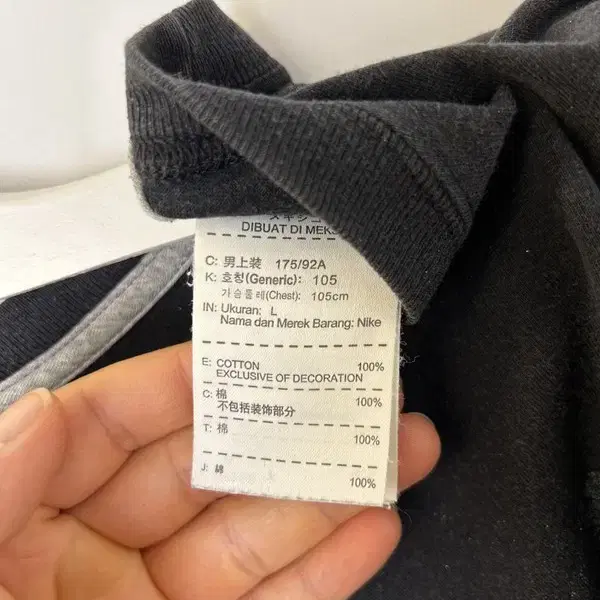 DIBUAT DI MEKS
C: 男上装 175/92A
K: 호칭(Generic): 105
가슴둘레(Chest): 105cm
IN: Ukuran: L
Nama dan Merek Barang: Nike
E: COTTON 100%
EXCLUSIVE OF DECORATION
C: 棉 100%
不包括装饰部分
T: 棉 100%
J: 綿 100%